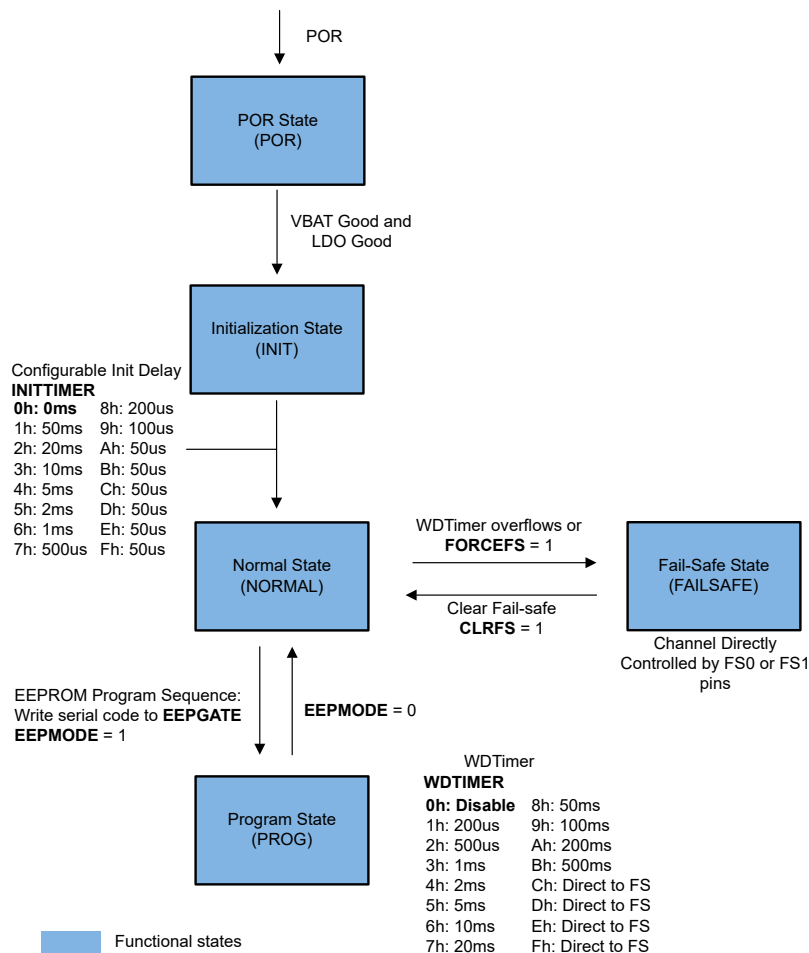 POR
POR State
(POR)
VBAT Good and
LDO Good
Initialization State
(INIT)
Configurable Init Delay
INITTIMER
0h: 0ms 8h: 200us
1h: 50ms 9h: 100us
2h: 20ms Ah: 50us
3h: 10ms Bh: 50us
4h: 5ms Ch: 50us
5h: 2ms Dh: 50us
6h: 1ms Eh: 50us
7h: 500us Fh: 50us
Normal State
(NORMAL)
WDTimer overflows or
FORCEFS = 1
Clear Fail-safe
CLRFS = 1
Fail-Safe State
(FAILSAFE)
Channel Directly
Controlled by FS0 or FS1
pins
EEPROM Program Sequence:
Write serial code to EEPGATE
EEPMODE = 1
EEPMODE = 0
Program State
(PROG)
WDTimer
WDTIMER
0h: Disable 8h: 50ms
1h: 200us 9h: 100ms
2h: 500us Ah: 200ms
3h: 1ms Bh: 500ms
4h: 2ms Ch: Direct to FS
5h: 5ms Dh: Direct to FS
6h: 10ms Eh: Direct to FS
7h: 20ms Fh: Direct to FS
Functional states